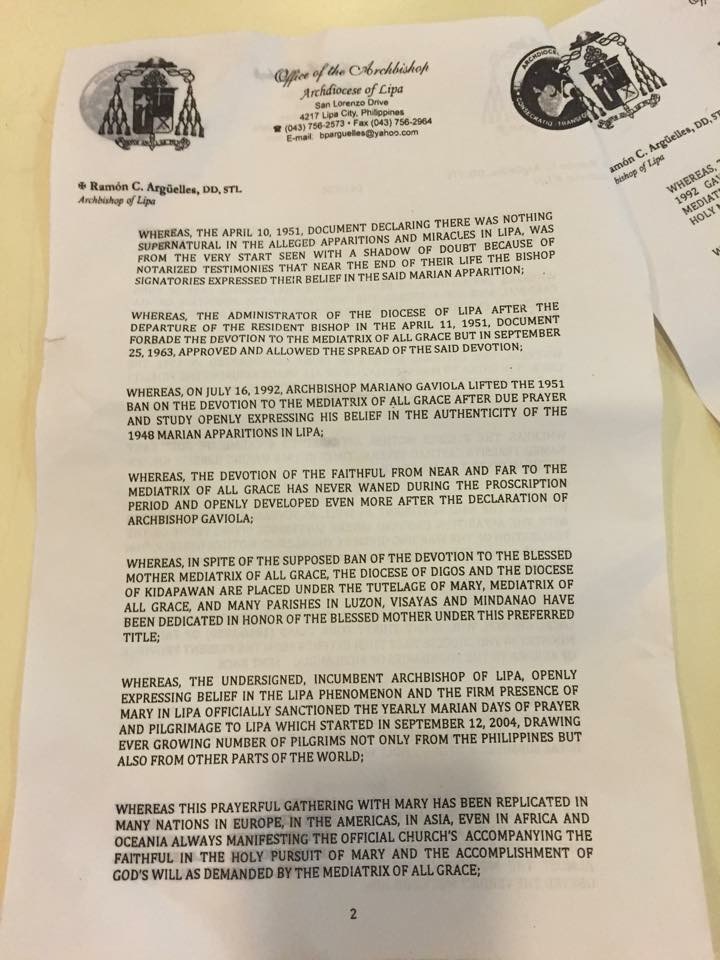 Office of the Archbishop
Archdiocese of Lipa
San Lorenzo Drive
4217 Lipa City, Philippines
☎ (043) 756-2573 • Fax (043) 756-2964
E-mail: bparguelles@yahoo.com
✠ Ramón C. Argüelles, DD, STL
Archbishop of Lipa
WHEREAS, THE APRIL 10, 1951, DOCUMENT DECLARING THERE WAS NOTHING
SUPERNATURAL IN THE ALLEGED APPARITIONS AND MIRACLES IN LIPA, WAS
FROM THE VERY START SEEN WITH A SHADOW OF DOUBT BECAUSE OF
NOTARIZED TESTIMONIES THAT NEAR THE END OF THEIR LIFE THE BISHOP
SIGNATORIES EXPRESSED THEIR BELIEF IN THE SAID MARIAN APPARITION;
WHEREAS, THE ADMINISTRATOR OF THE DIOCESE OF LIPA AFTER THE
DEPARTURE OF THE RESIDENT BISHOP IN THE APRIL 11, 1951, DOCUMENT
FORBADE THE DEVOTION TO THE MEDIATRIX OF ALL GRACE BUT IN SEPTEMBER
25, 1963, APPROVED AND ALLOWED THE SPREAD OF THE SAID DEVOTION;
WHEREAS, ON JULY 16, 1992, ARCHBISHOP MARIANO GAVIOLA LIFTED THE 1951
BAN ON THE DEVOTION TO THE MEDIATRIX OF ALL GRACE AFTER DUE PRAYER
AND STUDY OPENLY EXPRESSING HIS BELIEF IN THE AUTHENTICITY OF THE
1948 MARIAN APPARITIONS IN LIPA;
WHEREAS, THE DEVOTION OF THE FAITHFUL FROM NEAR AND FAR TO THE
MEDIATRIX OF ALL GRACE HAS NEVER WANED DURING THE PROSCRIPTION
PERIOD AND OPENLY DEVELOPED EVEN MORE AFTER THE DECLARATION OF
ARCHBISHOP GAVIOLA;
WHEREAS, IN SPITE OF THE SUPPOSED BAN OF THE DEVOTION TO THE BLESSED
MOTHER MEDIATRIX OF ALL GRACE, THE DIOCESE OF DIGOS AND THE DIOCESE
OF KIDAPAWAN ARE PLACED UNDER THE TUTELAGE OF MARY, MEDIATRIX OF
ALL GRACE, AND MANY PARISHES IN LUZON, VISAYAS AND MINDANAO HAVE
BEEN DEDICATED IN HONOR OF THE BLESSED MOTHER UNDER THIS PREFERRED
TITLE;
WHEREAS, THE UNDERSIGNED, INCUMBENT ARCHBISHOP OF LIPA, OPENLY
EXPRESSING BELIEF IN THE LIPA PHENOMENON AND THE FIRM PRESENCE OF
MARY IN LIPA OFFICIALLY SANCTIONED THE YEARLY MARIAN DAYS OF PRAYER
AND PILGRIMAGE TO LIPA WHICH STARTED IN SEPTEMBER 12, 2004, DRAWING
EVER GROWING NUMBER OF PILGRIMS NOT ONLY FROM THE PHILIPPINES BUT
ALSO FROM OTHER PARTS OF THE WORLD;
WHEREAS THIS PRAYERFUL GATHERING WITH MARY HAS BEEN REPLICATED IN
MANY NATIONS IN EUROPE, IN THE AMERICAS, IN ASIA, EVEN IN AFRICA AND
OCEANIA ALWAYS MANIFESTING THE OFFICIAL CHURCH'S ACCOMPANYING THE
FAITHFUL IN THE HOLY PURSUIT OF MARY AND THE ACCOMPLISHMENT OF
GOD'S WILL AS DEMANDED BY THE MEDIATRIX OF ALL GRACE;
2
amón C. Argüelles, DD, ST
bishop of Lipa
WHEREAS,
1992 GA
MEDIAT
HOLY